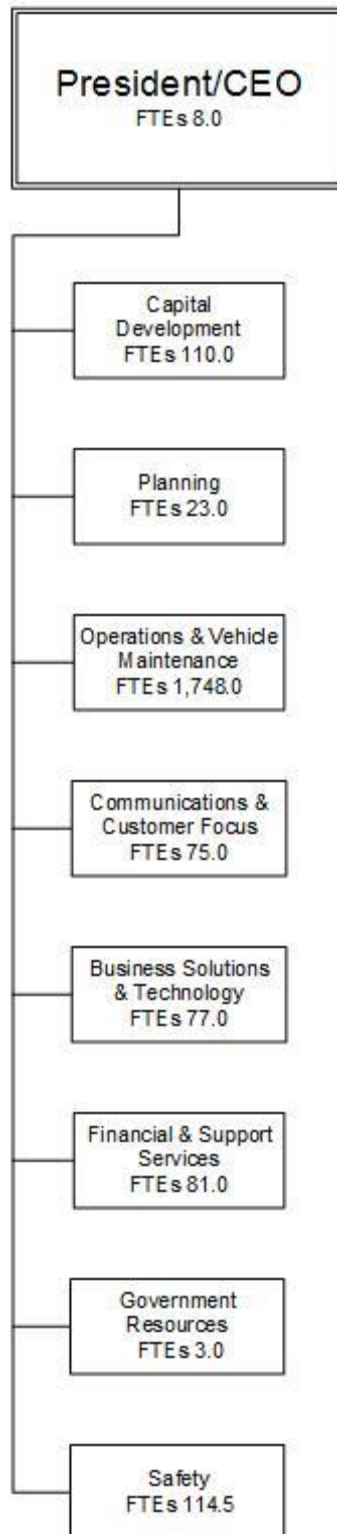 President/CEO
FTEs 8.0
Capital
Development
FTEs 110.0
Planning
FTEs 23.0
Operations & Vehicle
Maintenance
FTEs 1,748.0
Communications &
Customer Focus
FTEs 75.0
Business Solutions
& Technology
FTEs 77.0
Financial & Support
Services
FTEs 81.0
Government
Resources
FTEs 3.0
Safety
FTEs 114.5